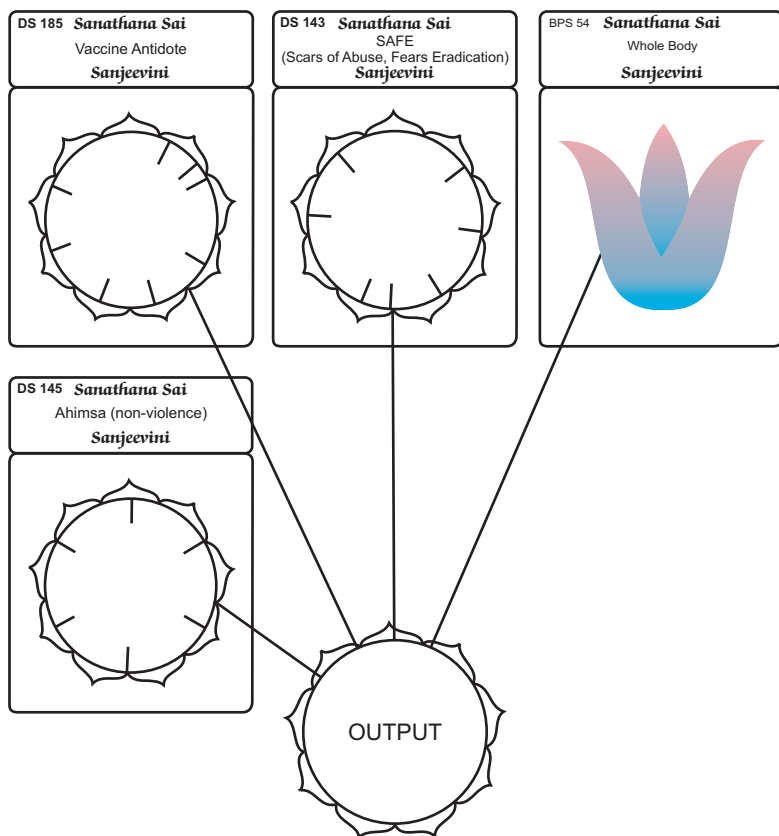 DS 185 Sanathana Sai
Vaccine Antidote
Sanjeevini
DS 143 Sanathana Sai
SAFE
(Scars of Abuse, Fears Eradication)
Sanjeevini
BPS 54 Sanathana Sai
Whole Body
Sanjeevini
DS 145 Sanathana Sai
Ahimsa (non-violence)
Sanjeevini
OUTPUT